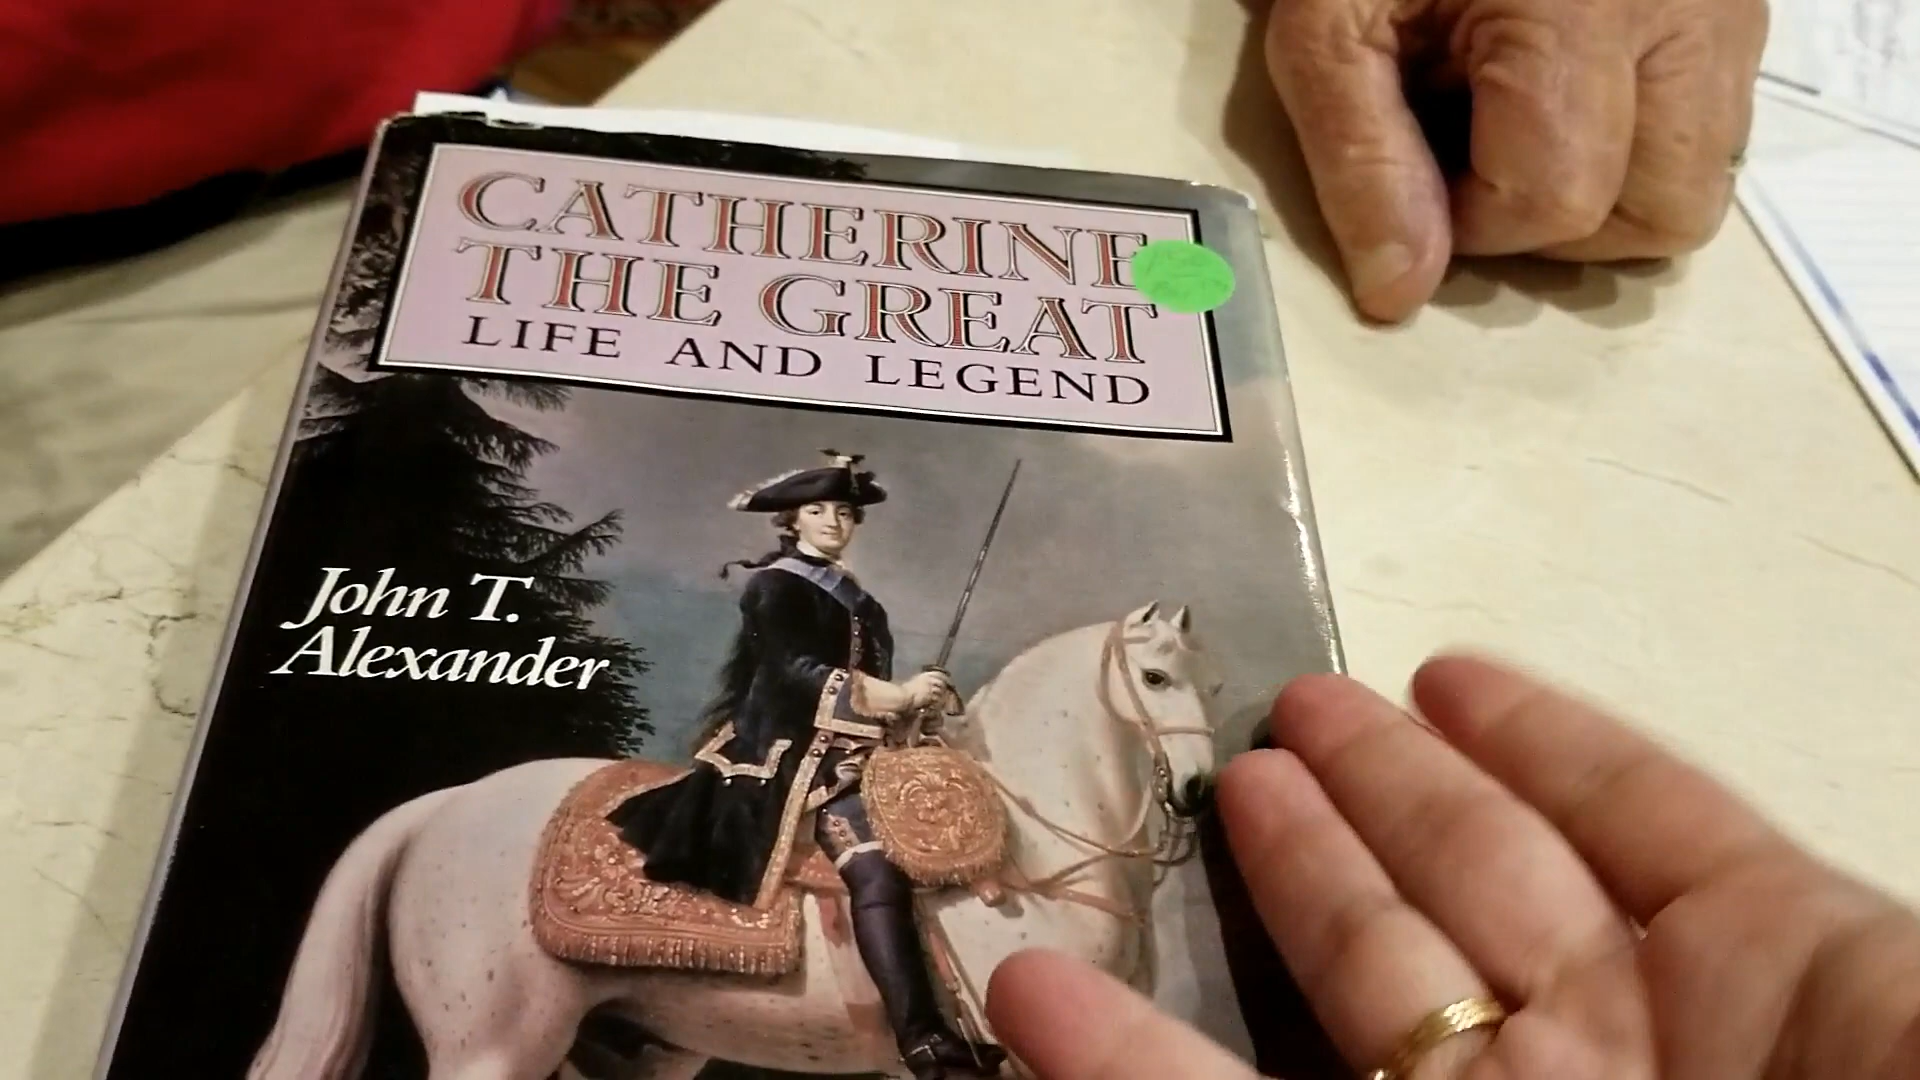 CATHERINE
THE GREAT
LIFE AND LEGEND
John T.
Alexander